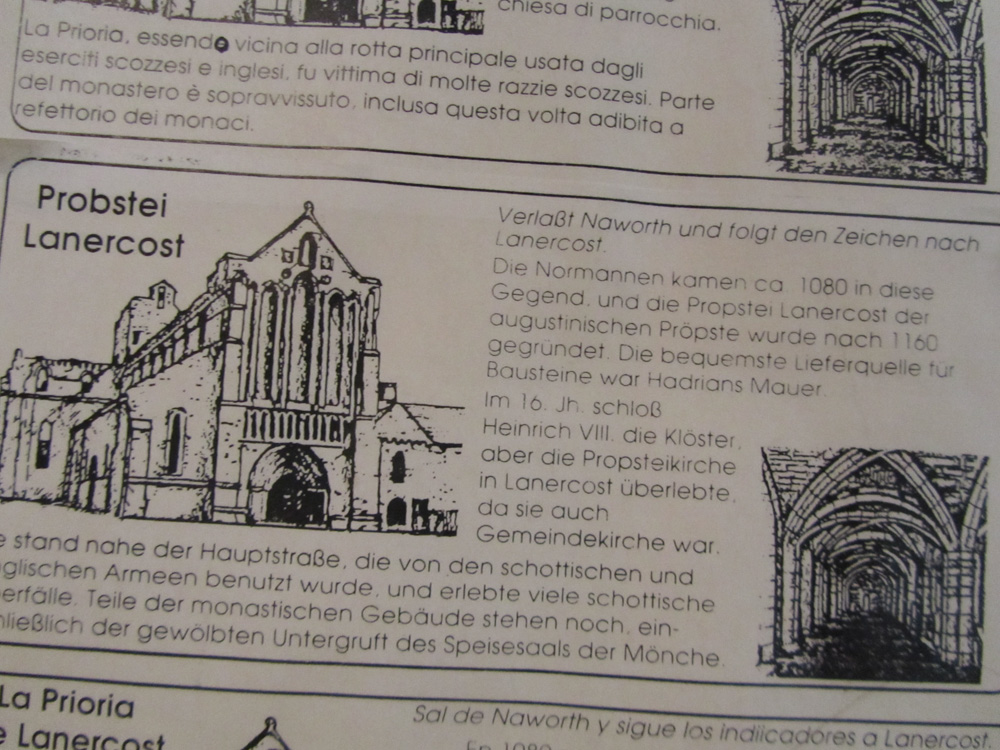 chiesa di parrocchia.
La Prioria, essendo vicina alla rotta principale usata dagli
eserciti scozzesi e inglesi, fu vittima di molte razzie scozzesi. Parte
del monastero è sopravvissuto, inclusa questa volta adibita a
refettorio dei monaci.
Probstei
Lanercost
Verlaßt Naworth und folgt den Zeichen nach
Lanercost.
Die Normannen kamen ca. 1080 in diese
Gegend, und die Propstei Lanercost der
augustinischen Pröpste wurde nach 1160
gegründet. Die bequemste Lieferquelle für
Bausteine war Hadrians Mauer.
Im 16. Jh. schloß
Heinrich VIII. die Klöster,
aber die Propsteikirche
in Lanercost überlebte,
da sie auch
Gemeindekirche war.
e stand nahe der Hauptstraße, die von den schottischen und
glischen Armeen benutzt wurde, und erlebte viele schottische
erfälle. Teile der monastischen Gebäude stehen noch, ein-
hließlich der gewölbten Untergruft des Speisesaals der Mönche.
La Prioria
e Lanercost
Sal de Naworth y sigue los indiicadores a Lanercost
En 1080